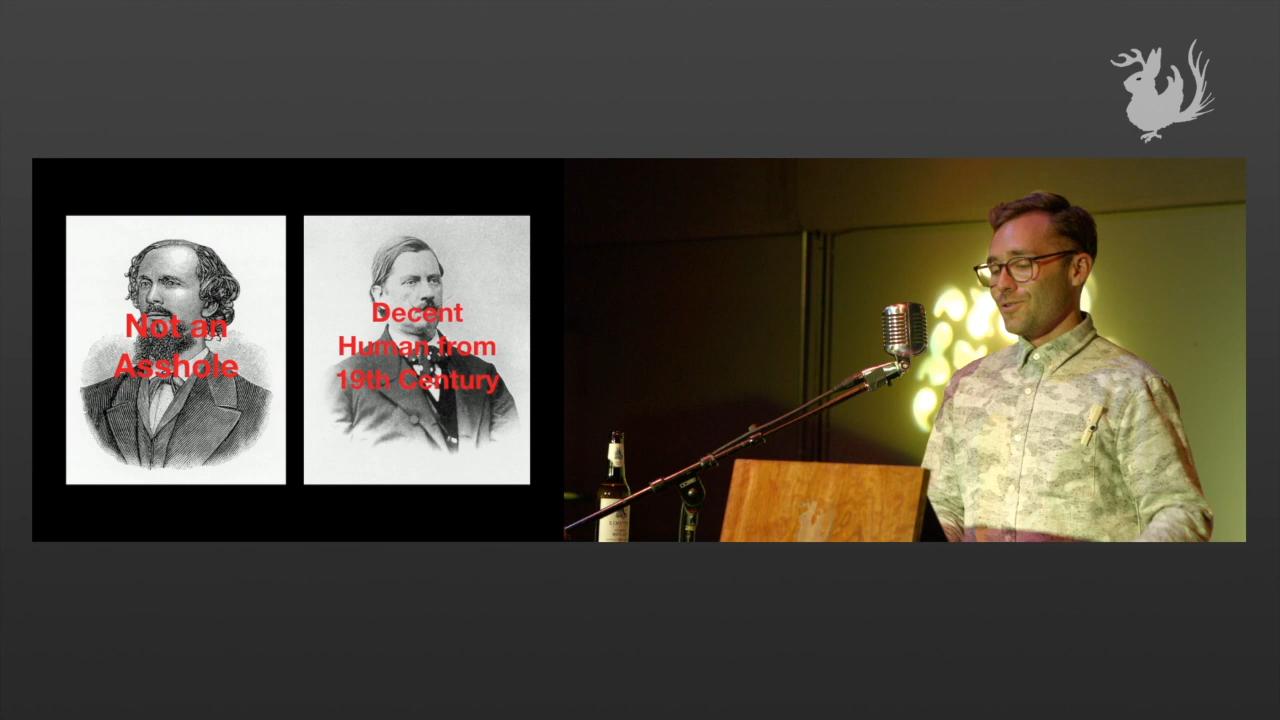 Not an
Asshole
Decent
Human from
19th Century